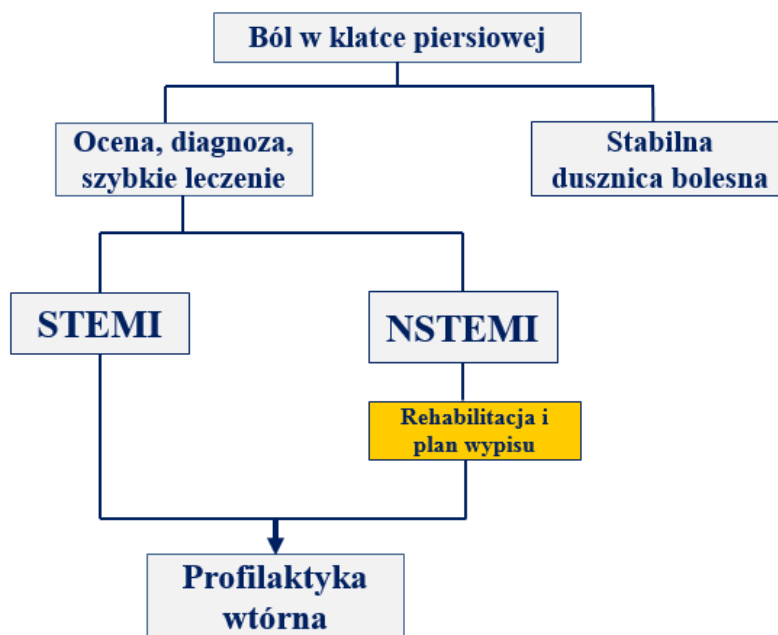 Ból w klatce piersiowej
Ocena, diagnoza,
szybkie leczenie
Stabilna
dusznica bolesna
STEMI
NSTEMI
Rehabilitacja i
plan wypisu
Profilaktyka
wtórna